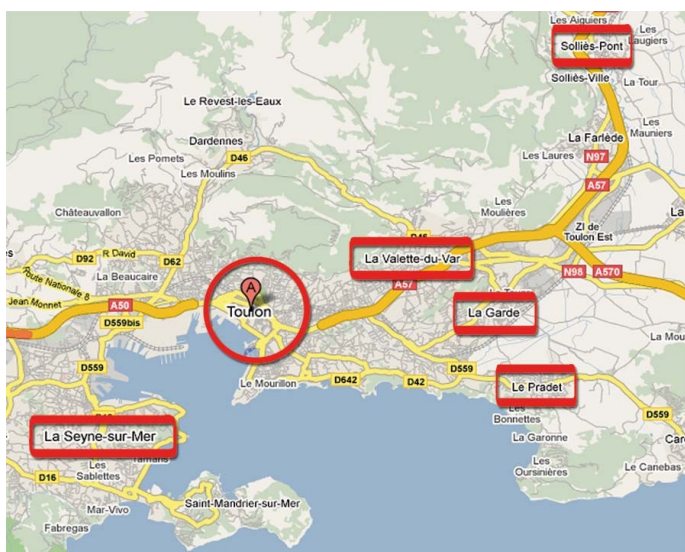 Les Aiguiers
Les
Laugiers
Solliès-Pont
Solliès-Ville
La Tour
Le Revest-les-Eaux
Les
Mauniers
Dardennes
La Farlède
D46
Les Pomets
Les Laures
N97
Les Moulins
A57
Les
Moulières
Châteauvallon
ZI de
Toulon Est
D62
D92
R David
La Valette-du-Var
La Beaucaire
N98
A570
Route Nationale 8
A57
A
Jean Monnet
A50
Toulon
La Garde
D559bis
D559
D559
Le Mourillon
D642
D42
Le Pradet
Les
Bonnettes
D559
La Seyne-sur-Mer
La Garonne
Tamaris
Les
Oursinières
Le Canebas
D16
Les
Sablettes
Mar-Vivo
Saint-Mandrier-sur-Mer
Fabregas